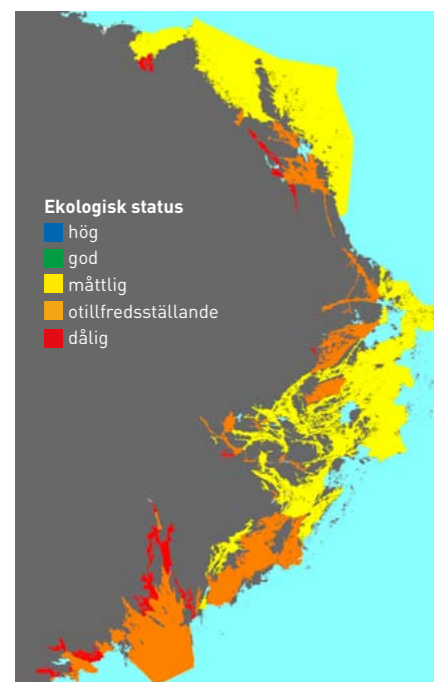 Ekologisk status
hög
god
måttlig
otillfredsställande
dålig